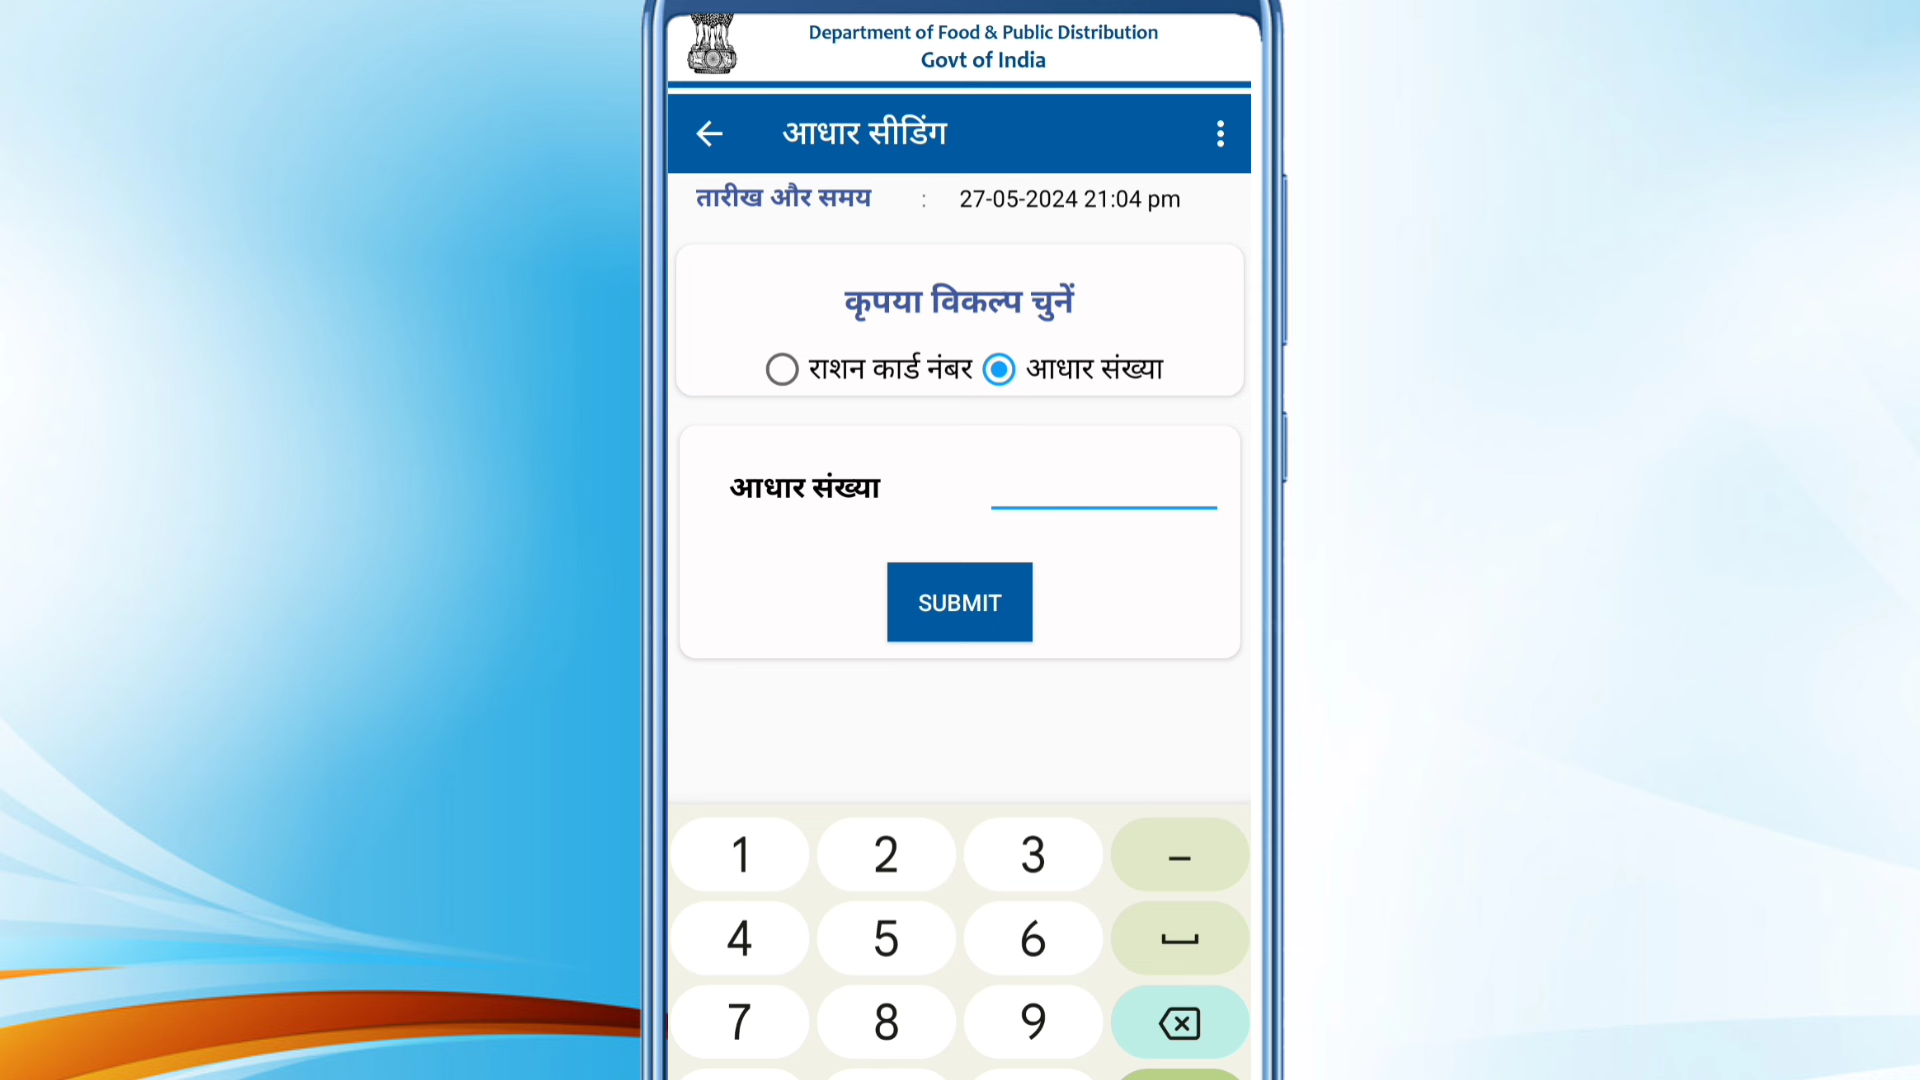 Department of Food & Public Distribution
Govt of India
आधार सीडिंग
तारीख और समय : 27-05-2024 21:04 pm
कृपया विकल्प चुनें
राशन कार्ड नंबर आधार संख्या
आधार संख्या
SUBMIT
1 2 3 –
4 5 6
7 8 9